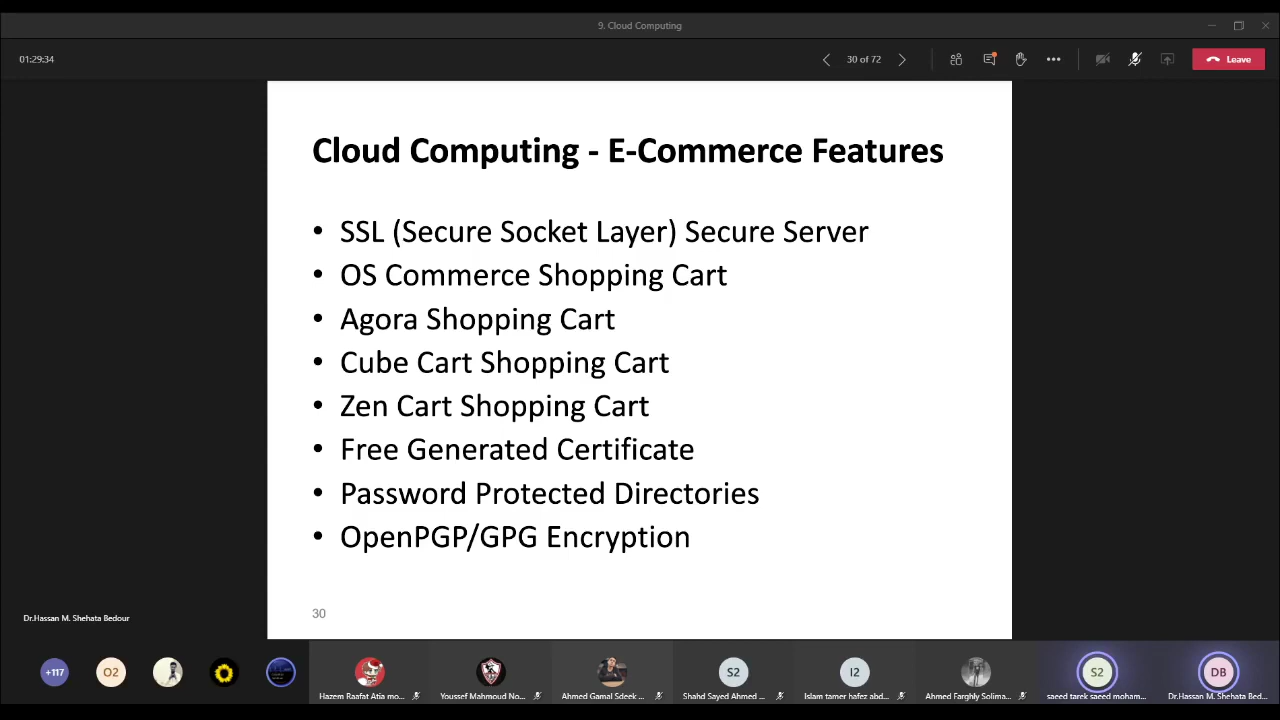 9. Cloud Computing
01:29:34
30 of 72
Leave
Cloud Computing - E-Commerce Features
• SSL (Secure Socket Layer) Secure Server
• OS Commerce Shopping Cart
• Agora Shopping Cart
• Cube Cart Shopping Cart
• Zen Cart Shopping Cart
• Free Generated Certificate
• Password Protected Directories
• OpenPGP/GPG Encryption
30
Dr.Hassan M. Shehata Bedour
+117
O2
S2
I2
S2
DB
Hazem Raafat Atia mo...
Youssef Mahmoud No...
Ahmed Gamal Sdeek ...
Shahd Sayed Ahmed ...
Islam tamer hafez abd...
Ahmed Farghly Solima...
saeed tarek saeed moham...
Dr.Hassan M. Shehata Bed...